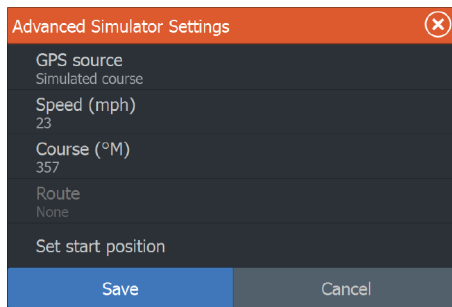 Advanced Simulator Settings
GPS source
Simulated course
Speed (mph)
23
Course (°M)
357
Route
None
Set start position
Save
Cancel